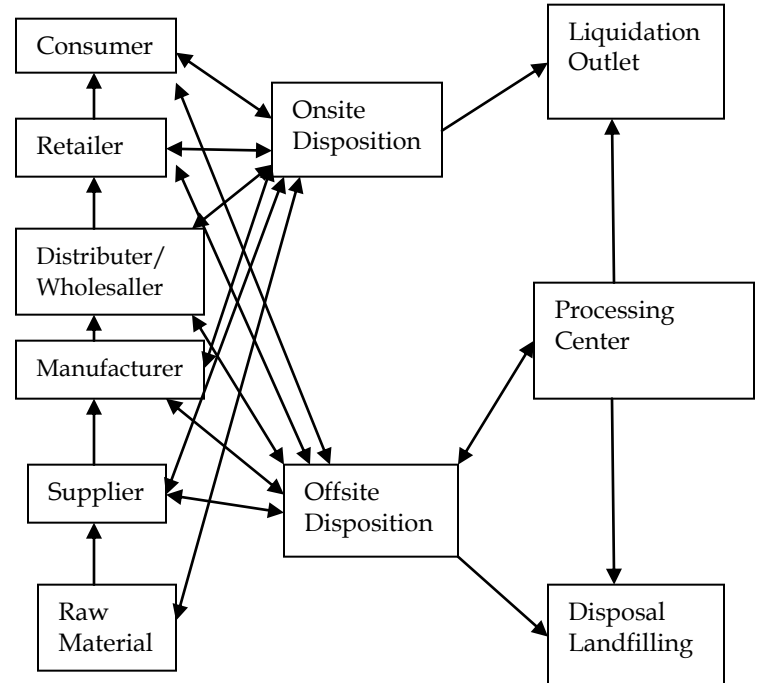 Consumer
Retailer
Distributer/
Wholesaller
Manufacturer
Supplier
Raw
Material
Onsite
Disposition
Offsite
Disposition
Liquidation
Outlet
Processing
Center
Disposal
Landfilling